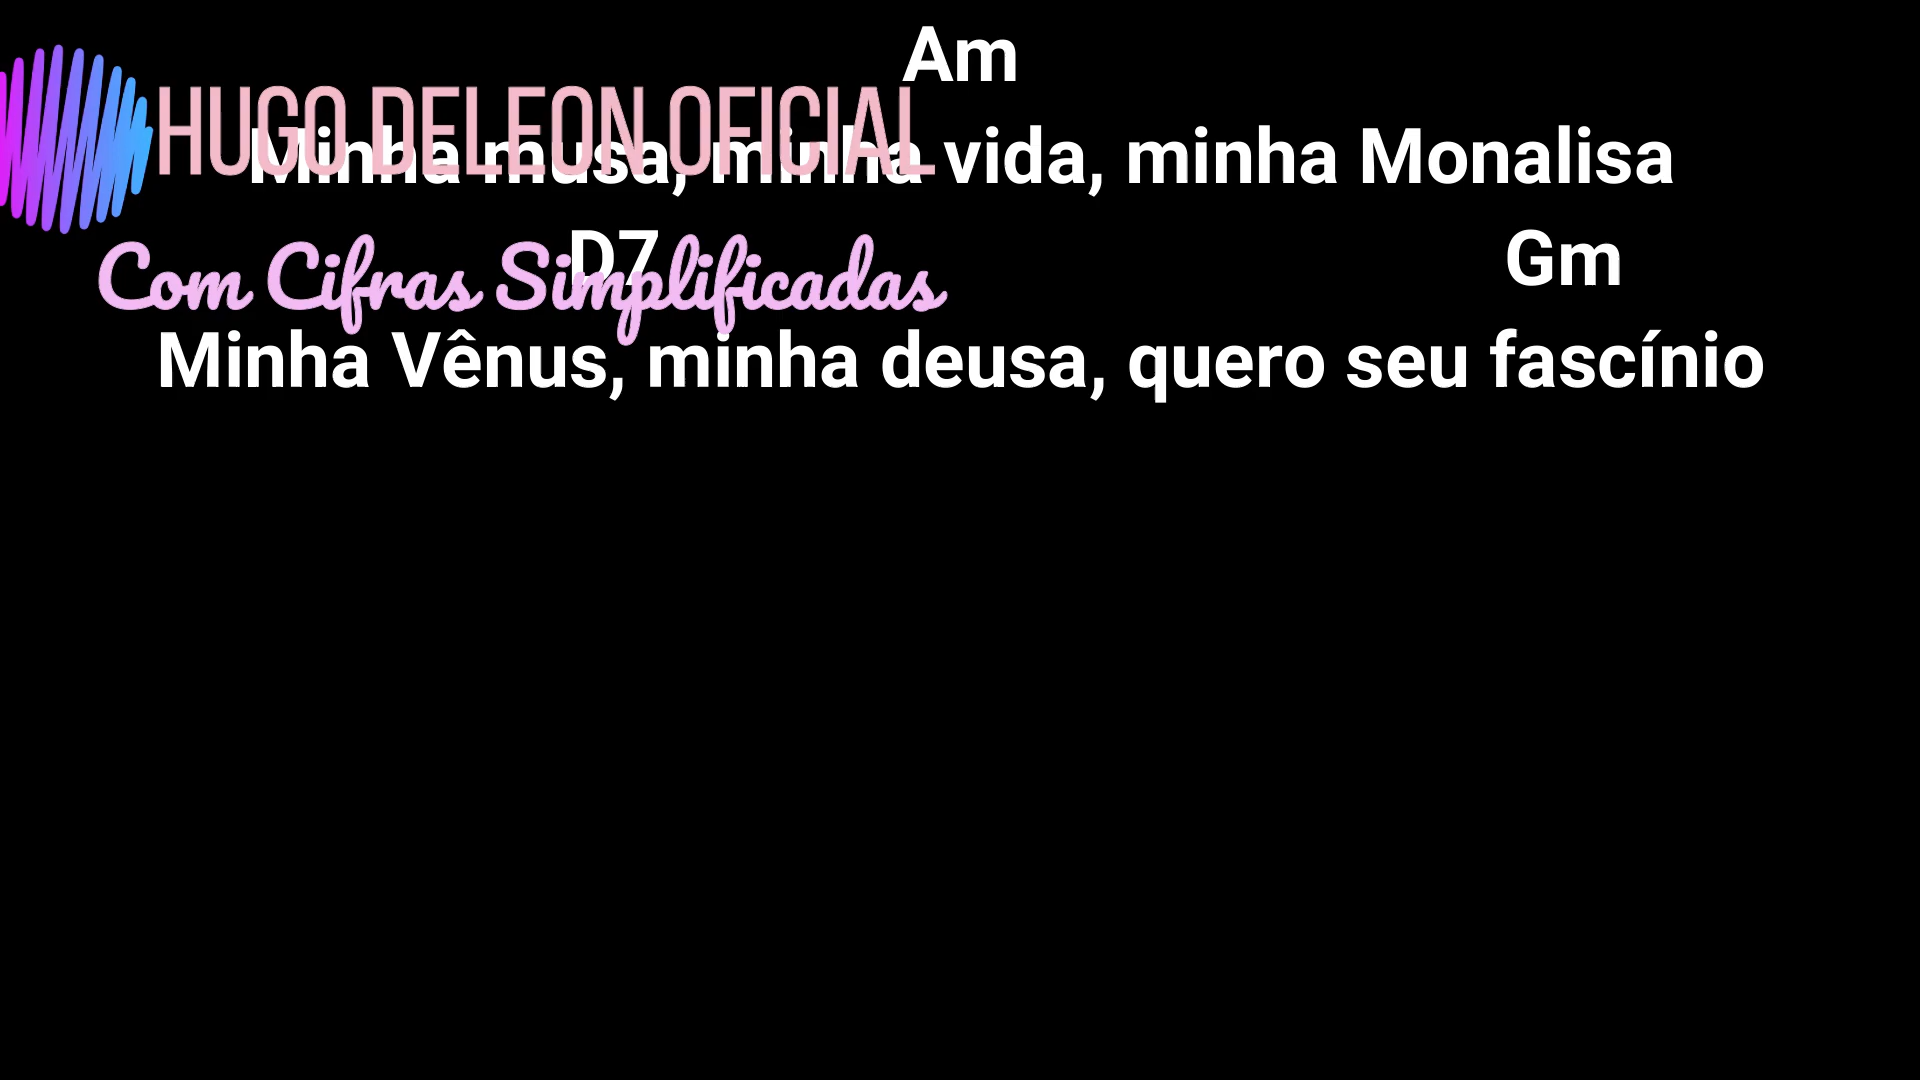 Am
HUGO DELEON OFICIAL
Minha musa, minha vida, minha Monalisa
D7 Gm
Com Cifras Simplificadas
Minha Vênus, minha deusa, quero seu fascínio